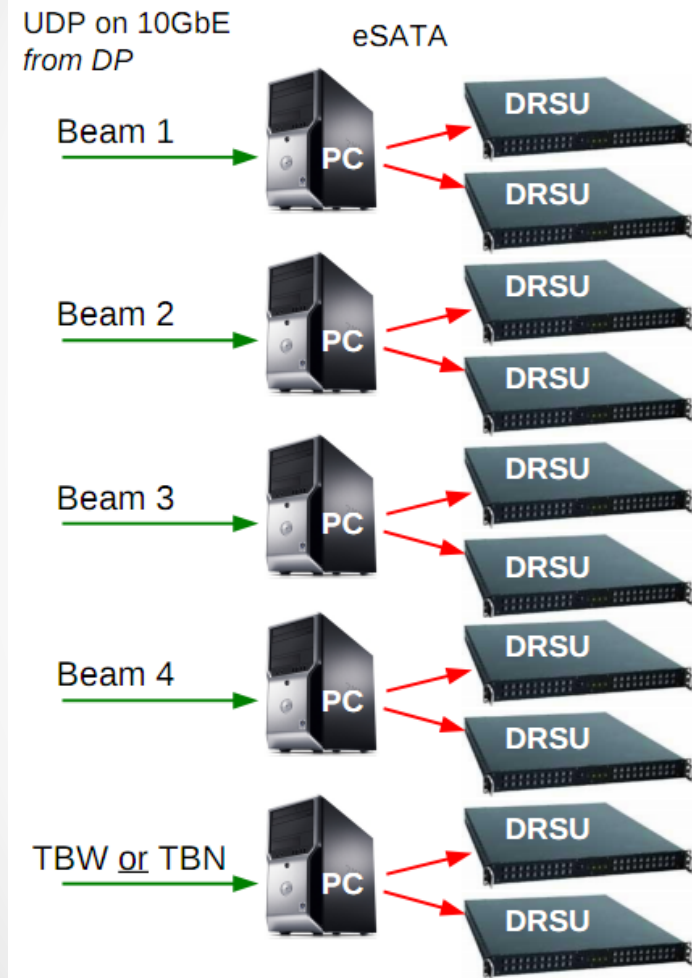 UDP on 10GbE
from DP
eSATA
Beam 1
PC
DRSU
DRSU
Beam 2
PC
DRSU
DRSU
Beam 3
PC
DRSU
DRSU
Beam 4
PC
DRSU
DRSU
TBW or TBN
PC
DRSU
DRSU